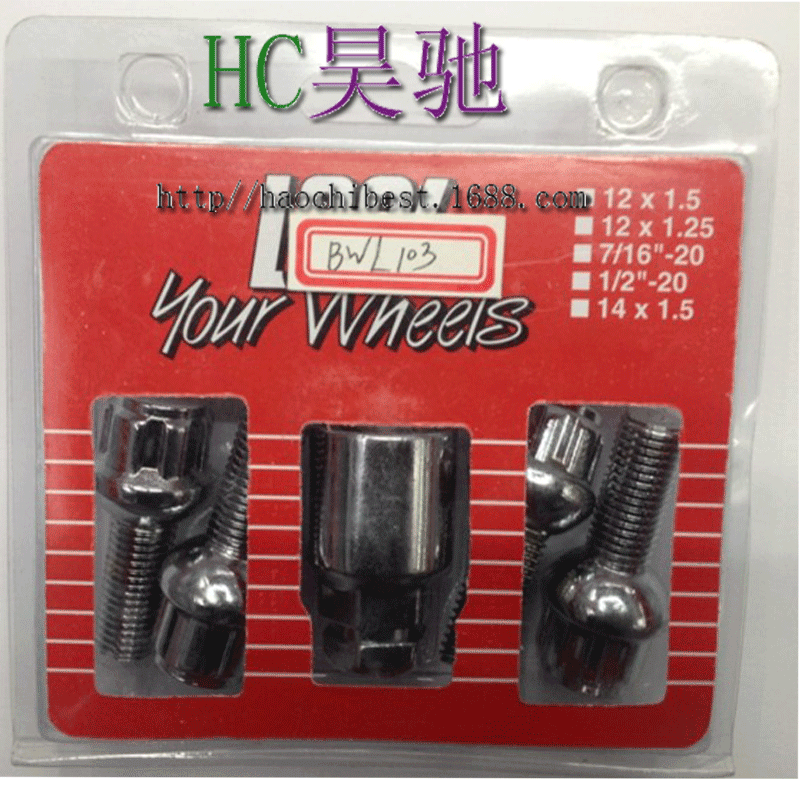 HC昊驰
http://haochibest.1688.com
BWL103
Your Wheels
12 x 1.5
12 x 1.25
7/16"-20
1/2"-20
14 x 1.5